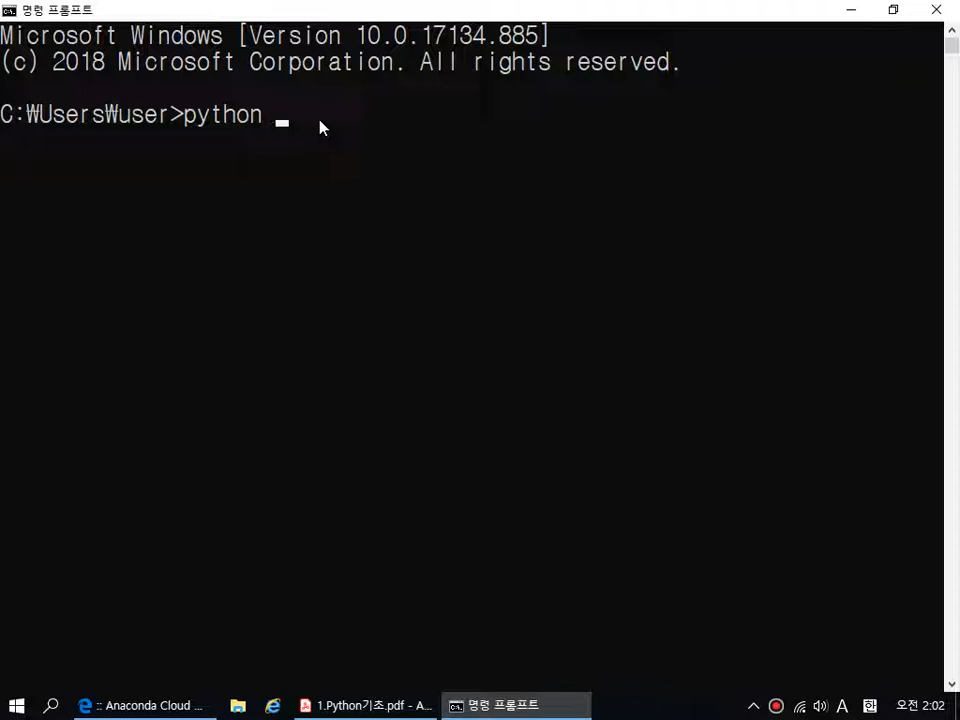 명령 프롬프트
Microsoft Windows [Version 10.0.17134.885]
(c) 2018 Microsoft Corporation. All rights reserved.
C:₩Users₩user>python
:: Anaconda Cloud ...
1.Python기초.pdf - A...
명령 프롬프트
A
한
오전 2:02